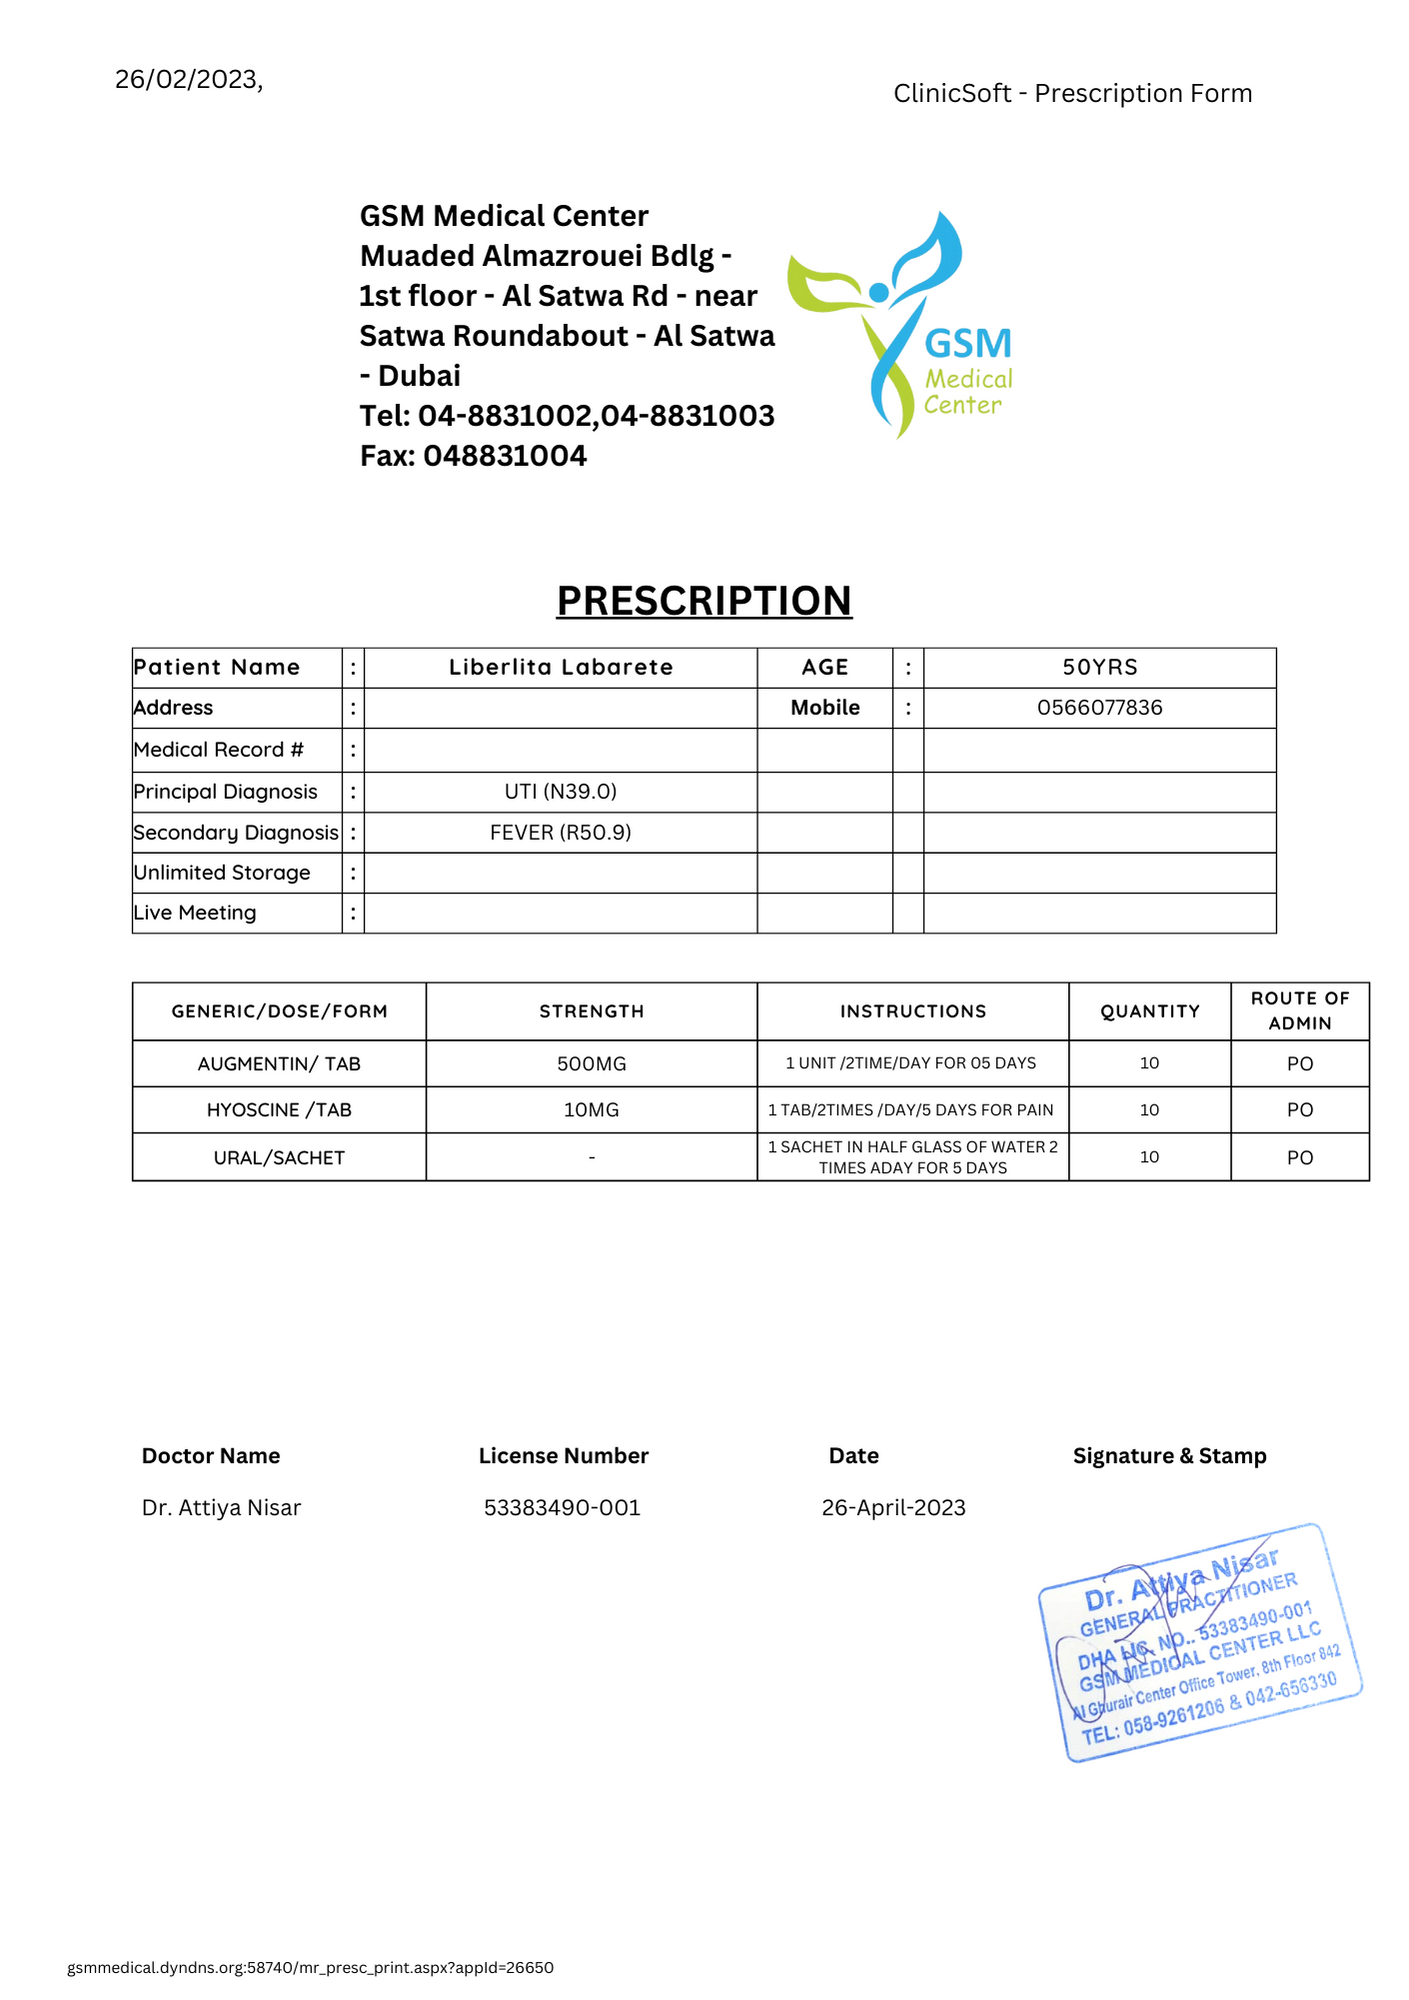 26/02/2023,
ClinicSoft - Prescription Form
GSM Medical Center
Muaded Almazrouei Bdlg -
1st floor - Al Satwa Rd - near
Satwa Roundabout - Al Satwa
- Dubai
Tel: 04-8831002,04-8831003
Fax: 048831004
GSM
Medical
Center
PRESCRIPTION
Patient Name : Liberlita Labarete AGE : 50YRS
Address : Mobile : 0566077836
Medical Record # :
Principal Diagnosis : UTI (N39.0)
Secondary Diagnosis : FEVER (R50.9)
Unlimited Storage :
Live Meeting :
GENERIC/DOSE/FORM STRENGTH INSTRUCTIONS QUANTITY ROUTE OF
ADMIN
AUGMENTIN/ TAB 500MG 1 UNIT /2TIME/DAY FOR 05 DAYS 10 PO
HYOSCINE /TAB 10MG 1 TAB/2TIMES /DAY/5 DAYS FOR PAIN 10 PO
URAL/SACHET - 1 SACHET IN HALF GLASS OF WATER 2
TIMES ADAY FOR 5 DAYS 10 PO
Doctor Name License Number Date Signature & Stamp
Dr. Attiya Nisar 53383490-001 26-April-2023
Dr. Attiya Nisar
GENERAL PRACTITIONER
DHA LIC. NO.. 53383490-001
GSM MEDICAL CENTER LLC
Al Ghurair Center Office Tower, 8th Floor 842
TEL: 058-9261206 & 042-656330
gsmmedical.dyndns.org:58740/mr_presc_print.aspx?appId=26650